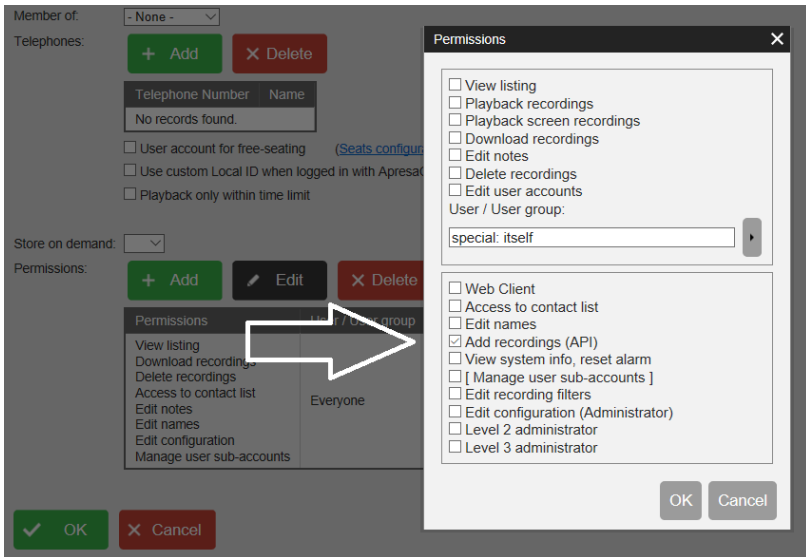 Member of:
- None -
Telephones:
Add
Delete
Telephone Number Name
No records found.
User account for free-seating (Seats configura
Use custom Local ID when logged in with Apresa
Playback only within time limit
Store on demand:
Permissions:
Add
Edit
Delete
Permissions User / User group
View listing
Download recordings
Delete recordings
Access to contact list
Edit notes
Edit names
Edit configuration
Manage user sub-accounts
Everyone
OK
Cancel
Permissions
View listing
Playback recordings
Playback screen recordings
Download recordings
Edit notes
Delete recordings
Edit user accounts
User / User group:
special: itself
Web Client
Access to contact list
Edit names
Add recordings (API)
View system info, reset alarm
[ Manage user sub-accounts ]
Edit recording filters
Edit configuration (Administrator)
Level 2 administrator
Level 3 administrator
OK
Cancel